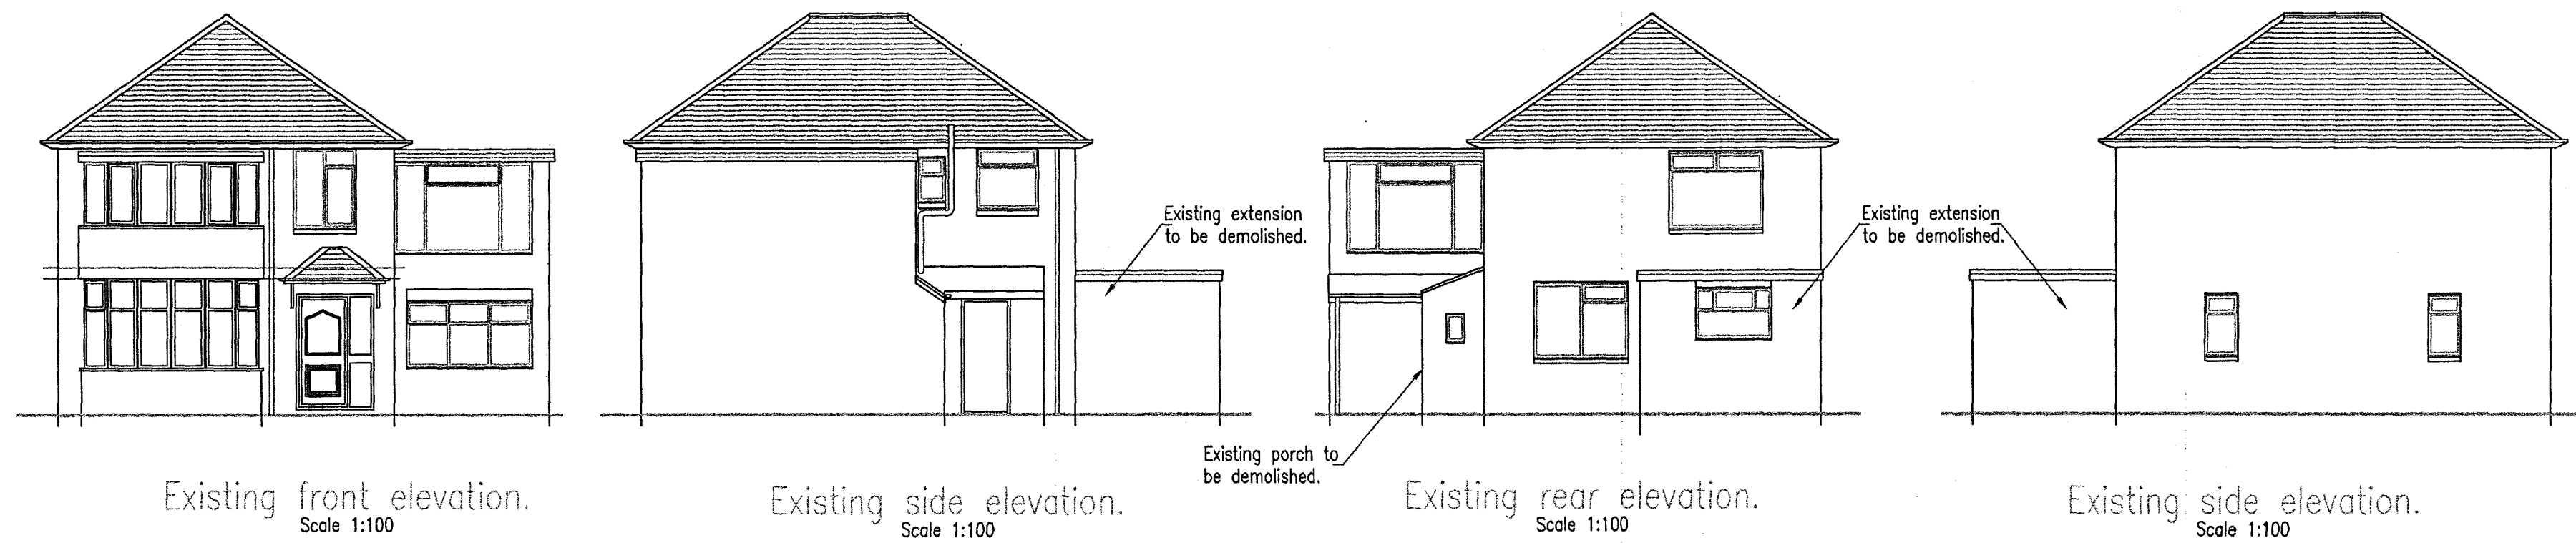 Existing extension
to be demolished.
Existing extension
to be demolished.
Existing porch to
be demolished.
Existing front elevation.
Scale 1:100
Existing side elevation.
Scale 1:100
Existing rear elevation.
Scale 1:100
Existing side elevation.
Scale 1:100